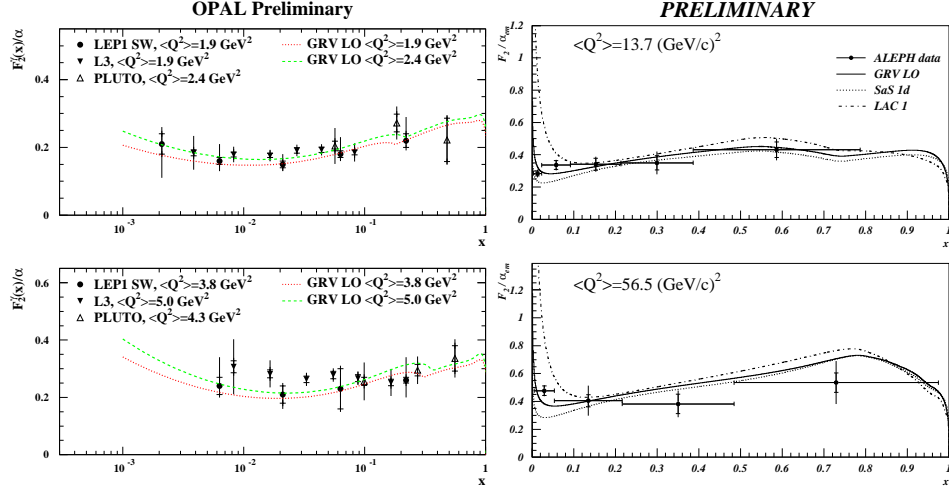 OPAL Preliminary
F₂^γ(x)/α
LEP1 SW, <Q²>=1.9 GeV²
L3, <Q²>=1.9 GeV²
PLUTO, <Q²>=2.4 GeV²
GRV LO <Q²>=1.9 GeV²
GRV LO <Q²>=2.4 GeV²
0.4
0.2
0
10⁻³ 10⁻² 10⁻¹ 1
x
F₂^γ(x)/α
LEP1 SW, <Q²>=3.8 GeV²
L3, <Q²>=5.0 GeV²
PLUTO, <Q²>=4.3 GeV²
GRV LO <Q²>=3.8 GeV²
GRV LO <Q²>=5.0 GeV²
0.6
0.4
0.2
0
10⁻³ 10⁻² 10⁻¹ 1
x
PRELIMINARY
F₂/αₑₘ
<Q²>=13.7 (GeV/c)²
ALEPH data
GRV LO
SaS 1d
LAC 1
1.2
1
0.8
0.6
0.4
0.2
0
0 0.1 0.2 0.3 0.4 0.5 0.6 0.7 0.8 0.9 1
x
F₂/αₑₘ
<Q²>=56.5 (GeV/c)²
1.2
1
0.8
0.6
0.4
0.2
0
0 0.1 0.2 0.3 0.4 0.5 0.6 0.7 0.8 0.9 1
x